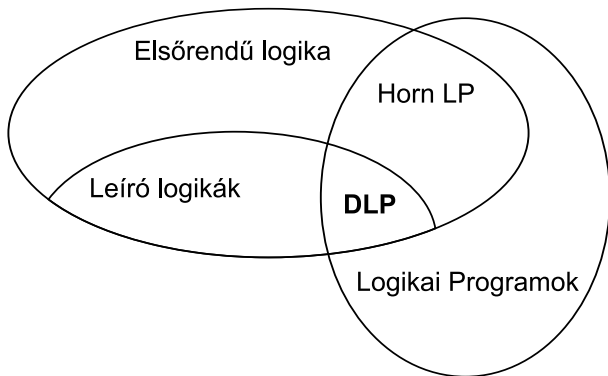 Elsőrendű logika
Horn LP
Leíró logikák
DLP
Logikai Programok